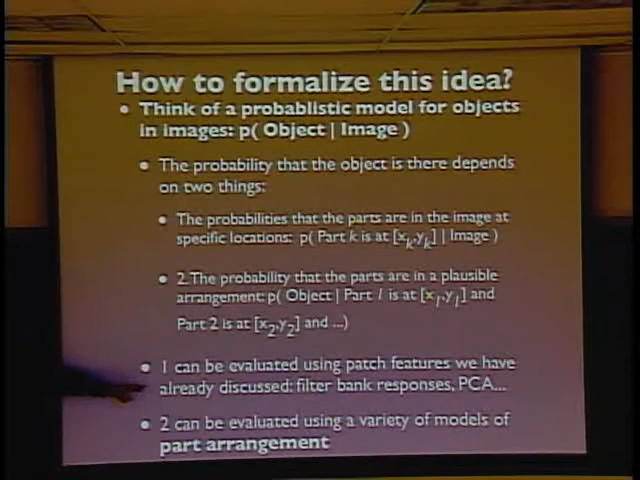 How to formalize this idea?
• Think of a probablistic model for objects
in images: p( Object | Image )
• The probability that the object is there depends
on two things:
• The probabilities that the parts are in the image at
specific locations: p( Part k is at [xk,yk] | Image )
• 2.The probability that the parts are in a plausible
arrangement: p( Object | Part 1 is at [x1,y1] and
Part 2 is at [x2,y2] and ...)
• 1 can be evaluated using patch features we have
already discussed: filter bank responses, PCA...
• 2 can be evaluated using a variety of models of
part arrangement